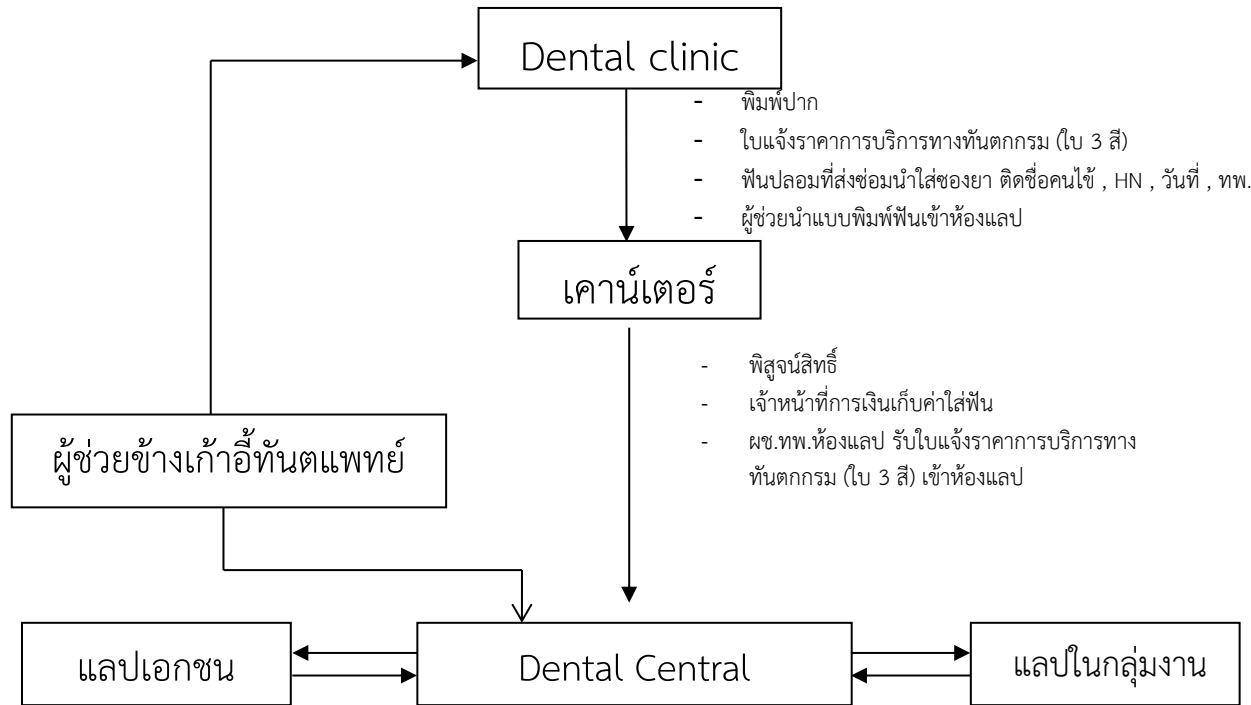 Dental clinic
- พิมพ์ปาก
- ใบแจ้งราคาการบริการทางทันตกกรม (ใบ 3 สี)
- ฟันปลอมที่ส่งซ่อมนำใส่ซองยา ติดชื่อคนไข้ , HN , วันที่ , ทพ.
- ผู้ช่วยนำแบบพิมพ์ฟันเข้าห้องแลป
เคาน์เตอร์
- พิสูจน์สิทธิ์
- เจ้าหน้าที่การเงินเก็บค่าใส่ฟัน
- ผช.ทพ.ห้องแลป รับใบแจ้งราคาการบริการทาง
ทันตกกรม (ใบ 3 สี) เข้าห้องแลป
ผู้ช่วยข้างเก้าอี้ทันตแพทย์
แลปเอกชน
Dental Central
แลปในกลุ่มงาน